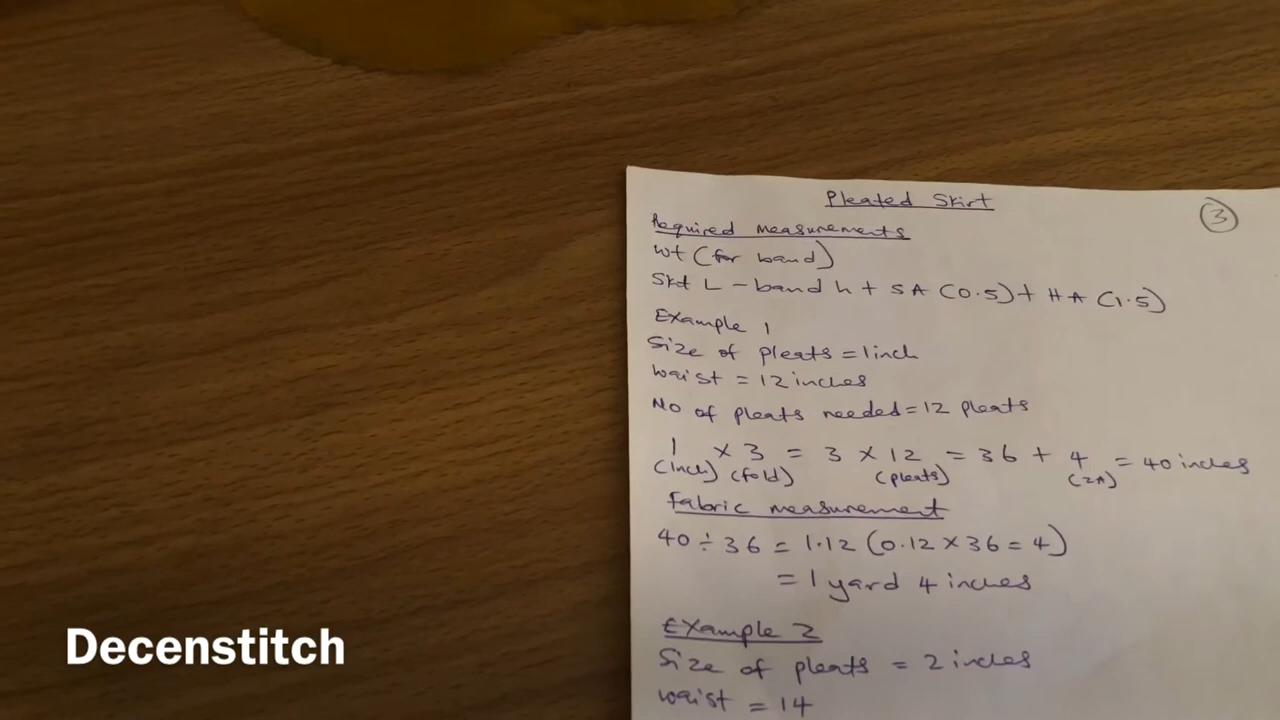 Pleated Skirt
3
Required measurements
wt (for band)
Skt L - band h + SA (0.5) + HA (1.5)
Example 1
Size of pleats = 1inch
waist = 12 inches
No of pleats needed = 12 pleats
1 × 3 = 3 × 12 = 36 + 4 = 40 inches
(inch) (fold) (pleats) (ZA)
Fabric measurement
40 ÷ 36 = 1.12 (0.12 × 36 = 4)
= 1 yard 4 inches
Example 2
Size of pleats = 2 inches
waist = 14
Decenstitch